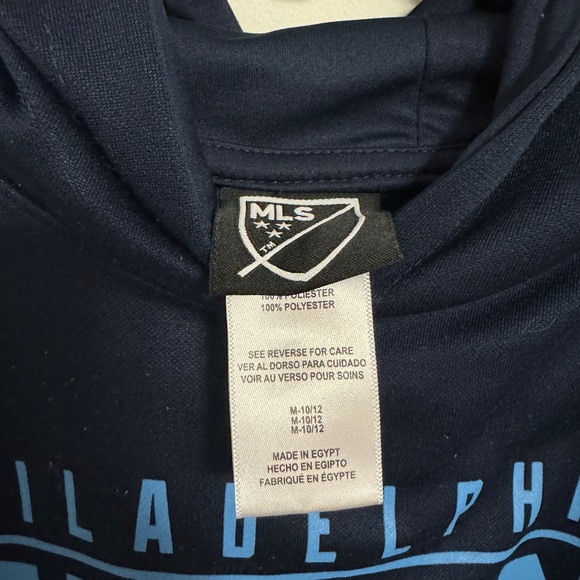 MLS
TM
100% POLIESTER
100% POLYESTER
SEE REVERSE FOR CARE
VER AL DORSO PARA CUIDADO
VOIR AU VERSO POUR SOINS
M-10/12
M-10/12
M-10/12
MADE IN EGYPT
HECHO EN EGIPTO
FABRIQUÉ EN ÉGYPTE
ILADELPH